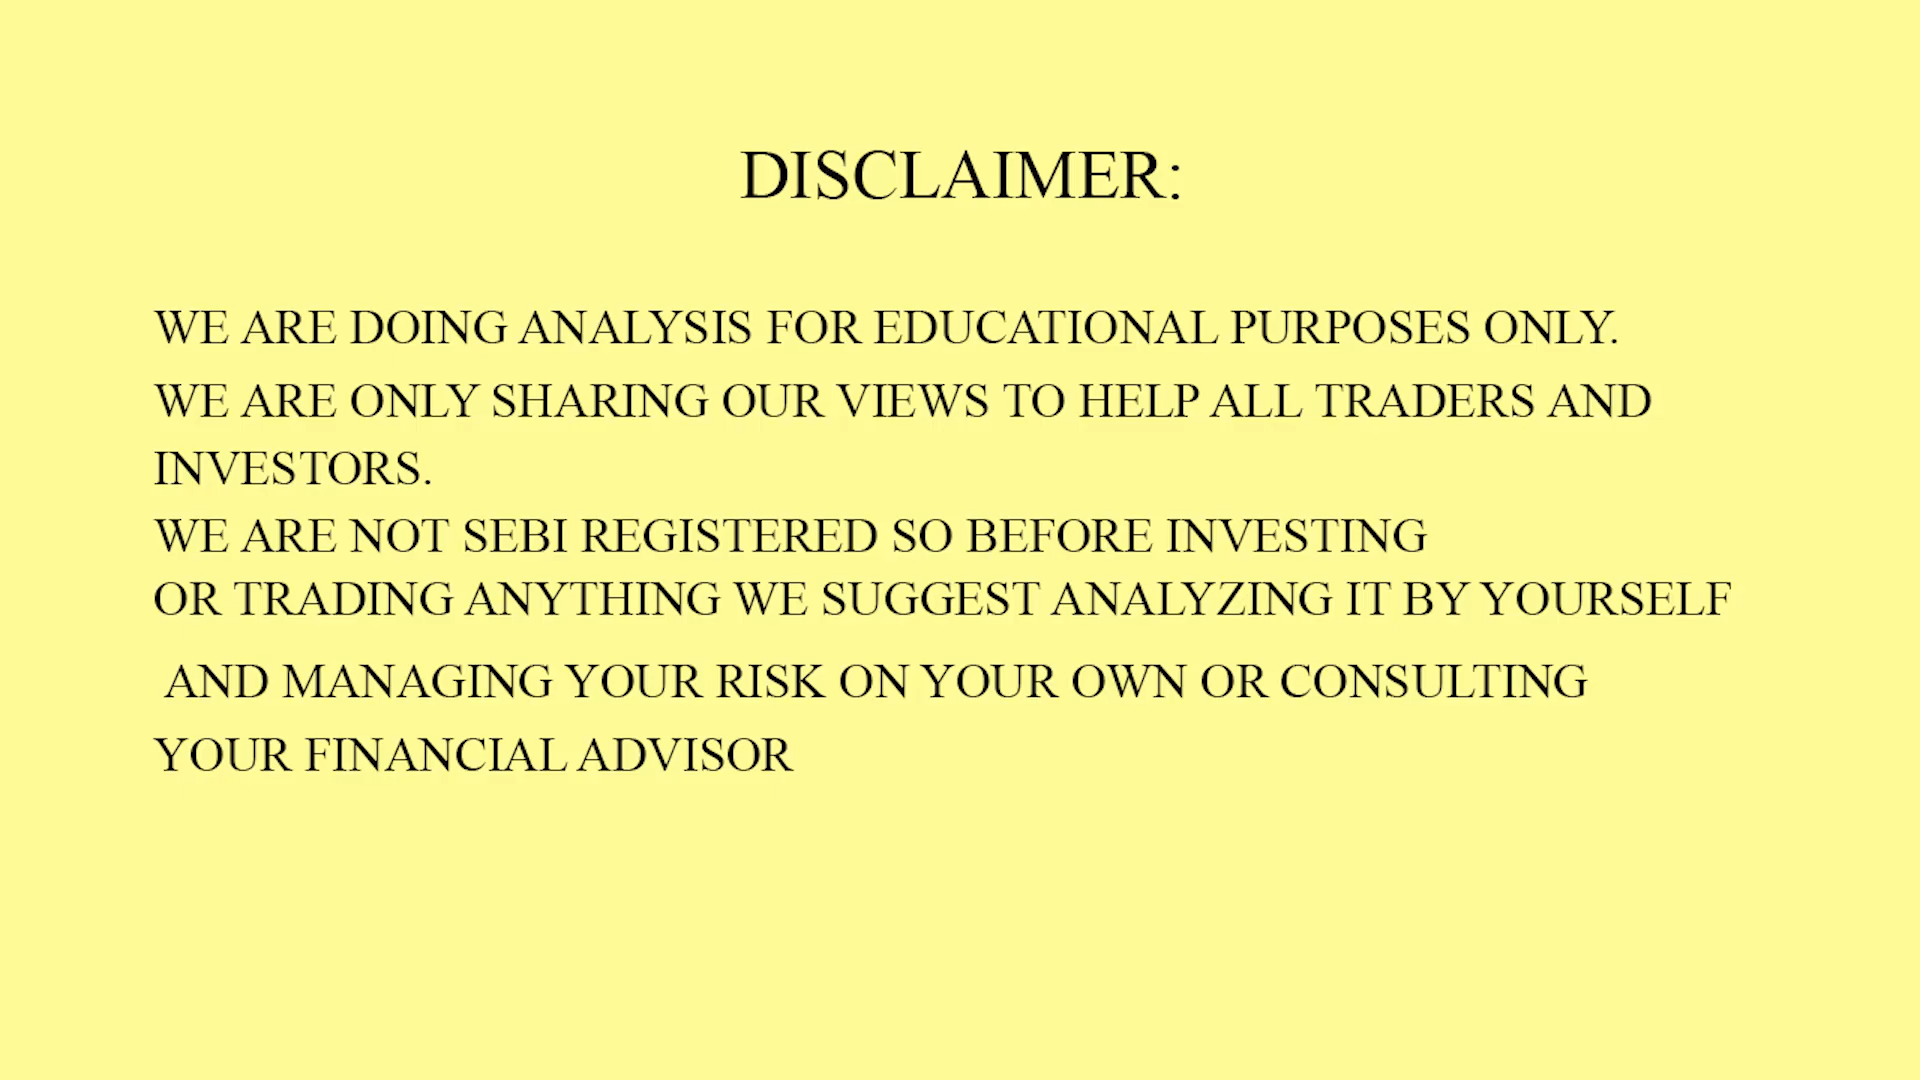 DISCLAIMER:
WE ARE DOING ANALYSIS FOR EDUCATIONAL PURPOSES ONLY.
WE ARE ONLY SHARING OUR VIEWS TO HELP ALL TRADERS AND
INVESTORS.
WE ARE NOT SEBI REGISTERED SO BEFORE INVESTING
OR TRADING ANYTHING WE SUGGEST ANALYZING IT BY YOURSELF
AND MANAGING YOUR RISK ON YOUR OWN OR CONSULTING
YOUR FINANCIAL ADVISOR